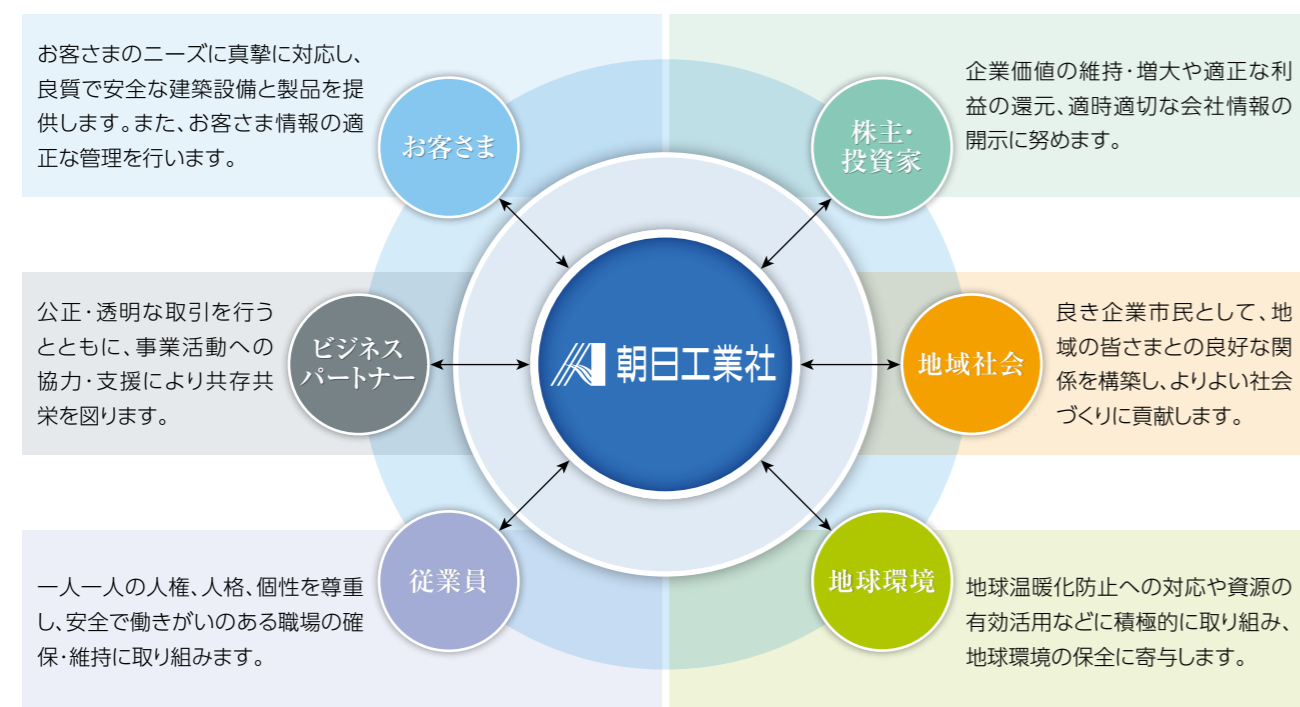 お客さまのニーズに真摯に対応し、
良質で安全な建築設備と製品を提
供します。また、お客さま情報の適
正な管理を行います。
お客さま
株主・
投資家
企業価値の維持・増大や適正な利
益の還元、適時適切な会社情報の
開示に努めます。
公正・透明な取引を行う
とともに、事業活動への
協力・支援により共存共
栄を図ります。
ビジネス
パートナー
朝日工業社
地域社会
良き企業市民として、地
域の皆さまとの良好な関
係を構築し、よりよい社会
づくりに貢献します。
一人一人の人権、人格、個性を尊重
し、安全で働きがいのある職場の確
保・維持に取り組みます。
従業員
地球環境
地球温暖化防止への対応や資源の
有効活用などに積極的に取り組み、
地球環境の保全に寄与します。